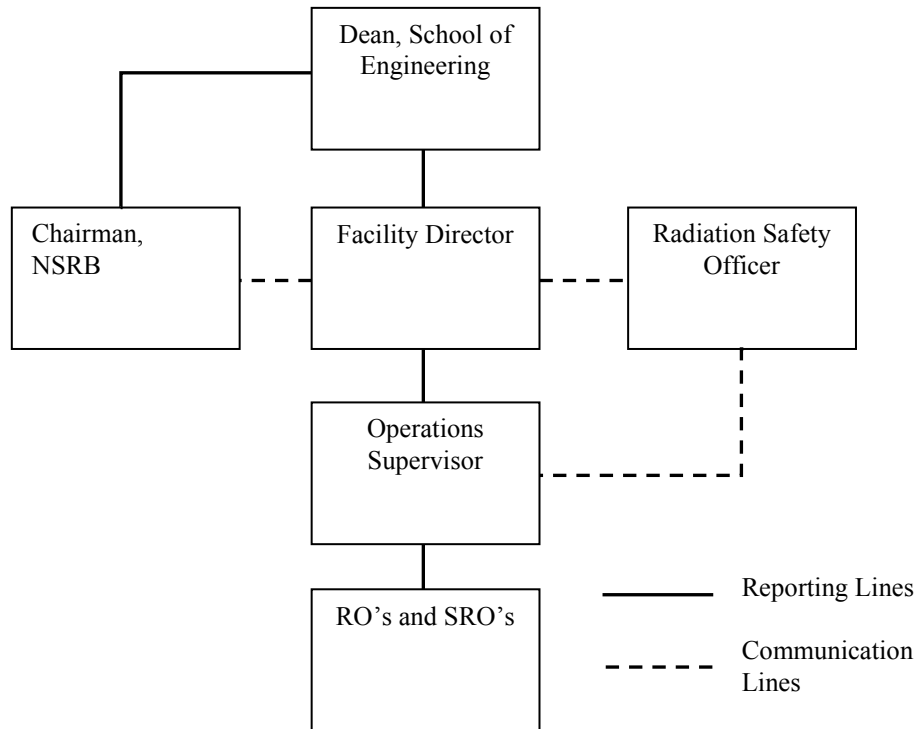 Dean, School of
Engineering
Chairman,
NSRB
Facility Director
Radiation Safety
Officer
Operations
Supervisor
RO’s and SRO’s
Reporting Lines
Communication
Lines